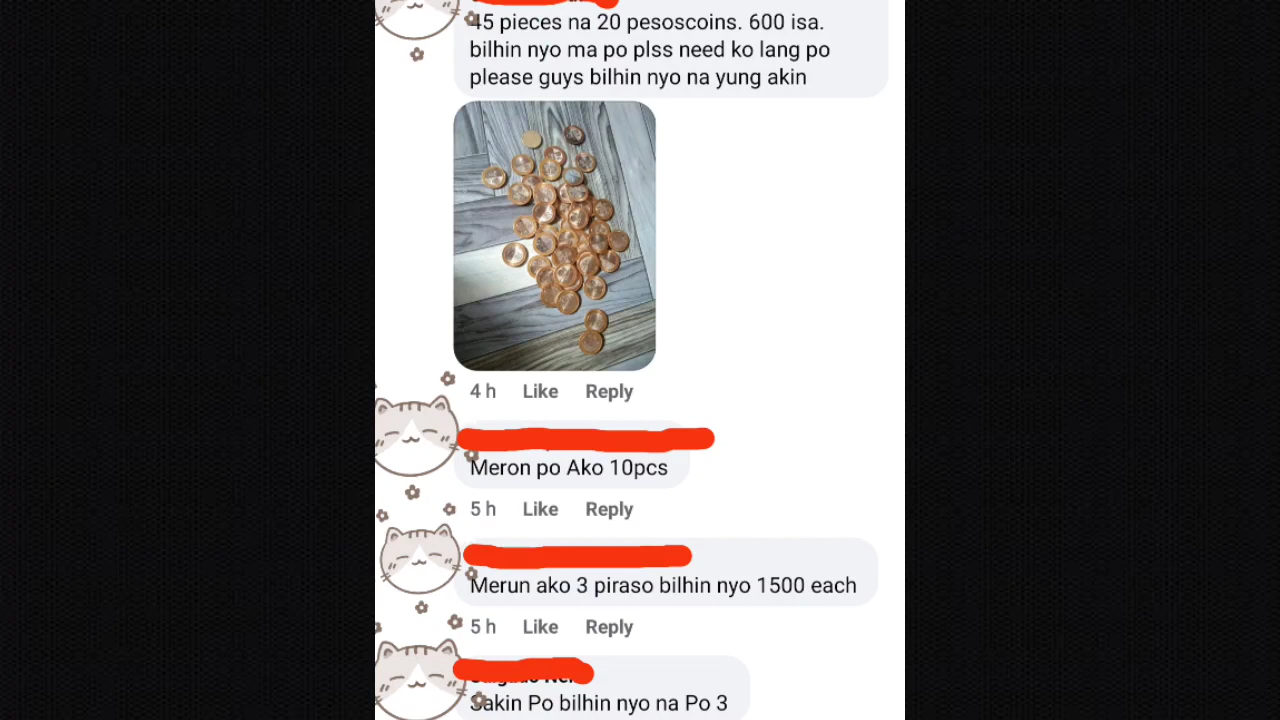 45 pieces na 20 pesoscoins. 600 isa.
bilhin nyo ma po plss need ko lang po
please guys bilhin nyo na yung akin
4 h Like Reply
Meron po Ako 10pcs
5 h Like Reply
Merun ako 3 piraso bilhin nyo 1500 each
5 h Like Reply
Sakin Po bilhin nyo na Po 3